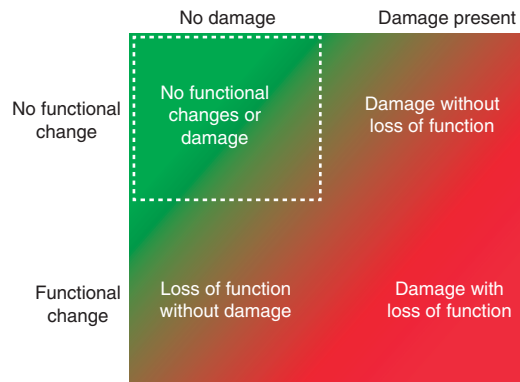 No damage
Damage present
No functional
change
No functional
changes or
damage
Damage without
loss of function
Functional
change
Loss of function
without damage
Damage with
loss of function